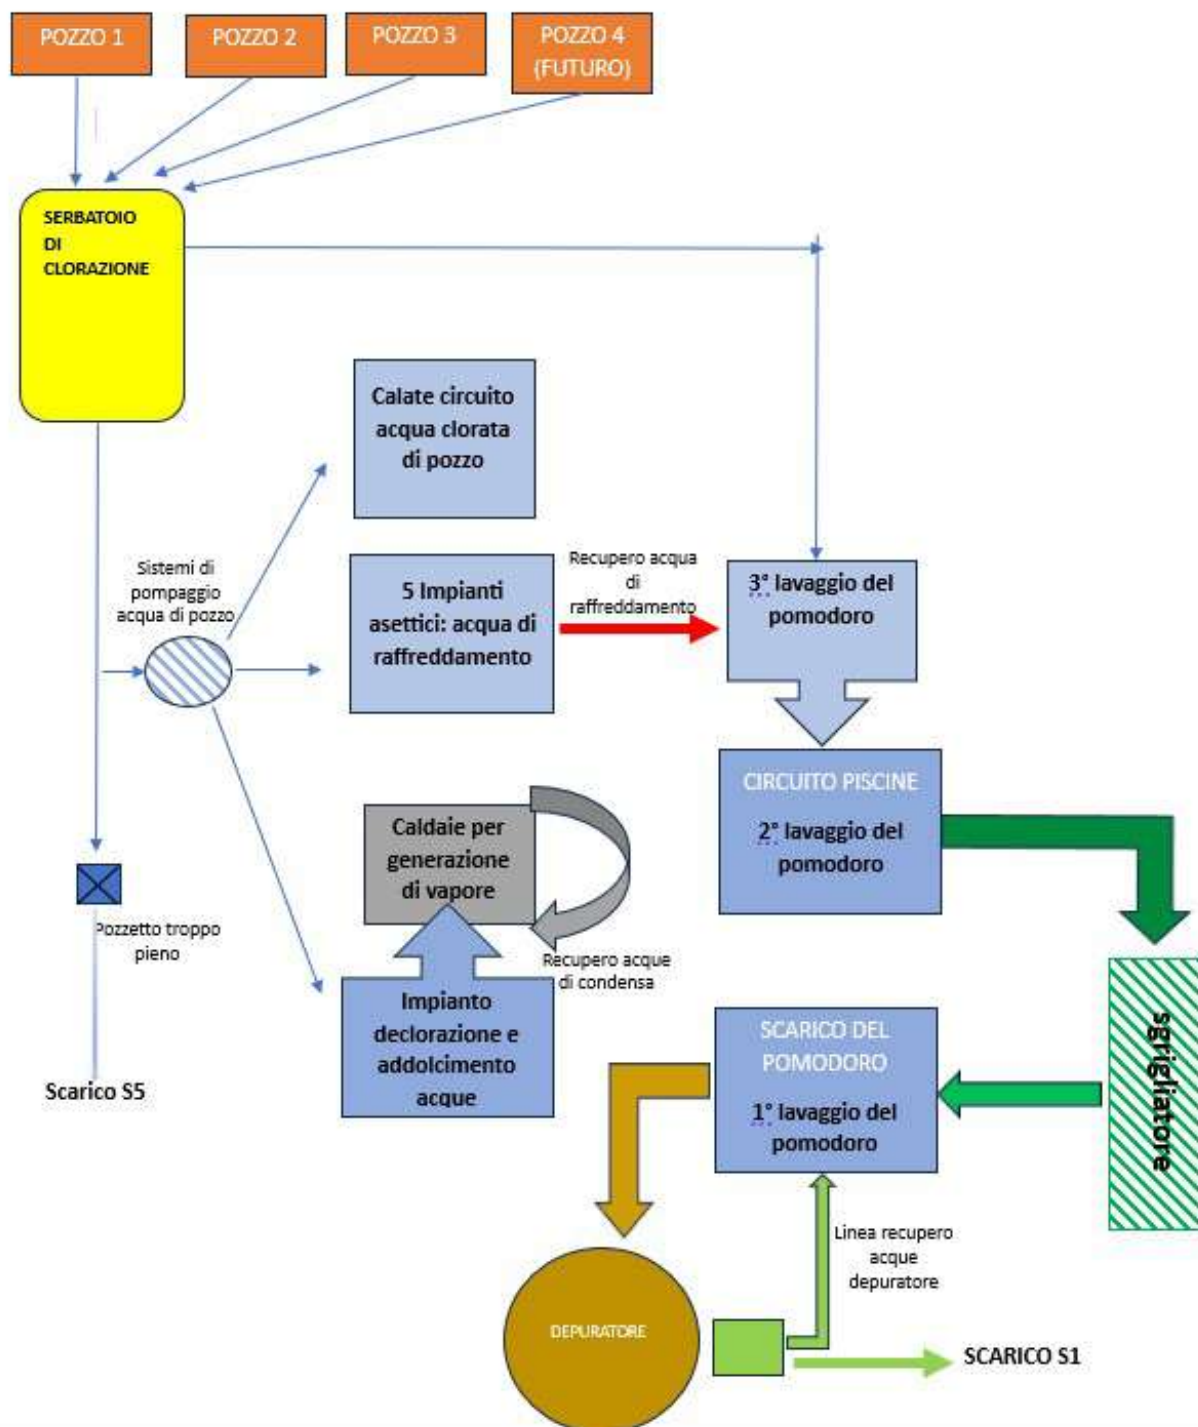 POZZO 1
POZZO 2
POZZO 3
POZZO 4
(FUTURO)
SERBATOIO
DI
CLORAZIONE
Calate circuito
acqua clorata
di pozzo
Sistemi di
pompaggio
acqua di pozzo
5 Impianti
asettici: acqua di
raffreddamento
Recupero acqua
di
raffreddamento
3° lavaggio del
pomodoro
CIRCUITO PISCINE
2° lavaggio del
pomodoro
Caldaie per
generazione
di vapore
Pozzetto troppo
pieno
Recupero acque
di condensa
Impianto
declorazione e
addolcimento
acque
Scarico S5
SCARICO DEL
POMODORO
1° lavaggio del
pomodoro
sgrigliatore
Linea recupero
acque
depuratore
DEPURATORE
SCARICO S1